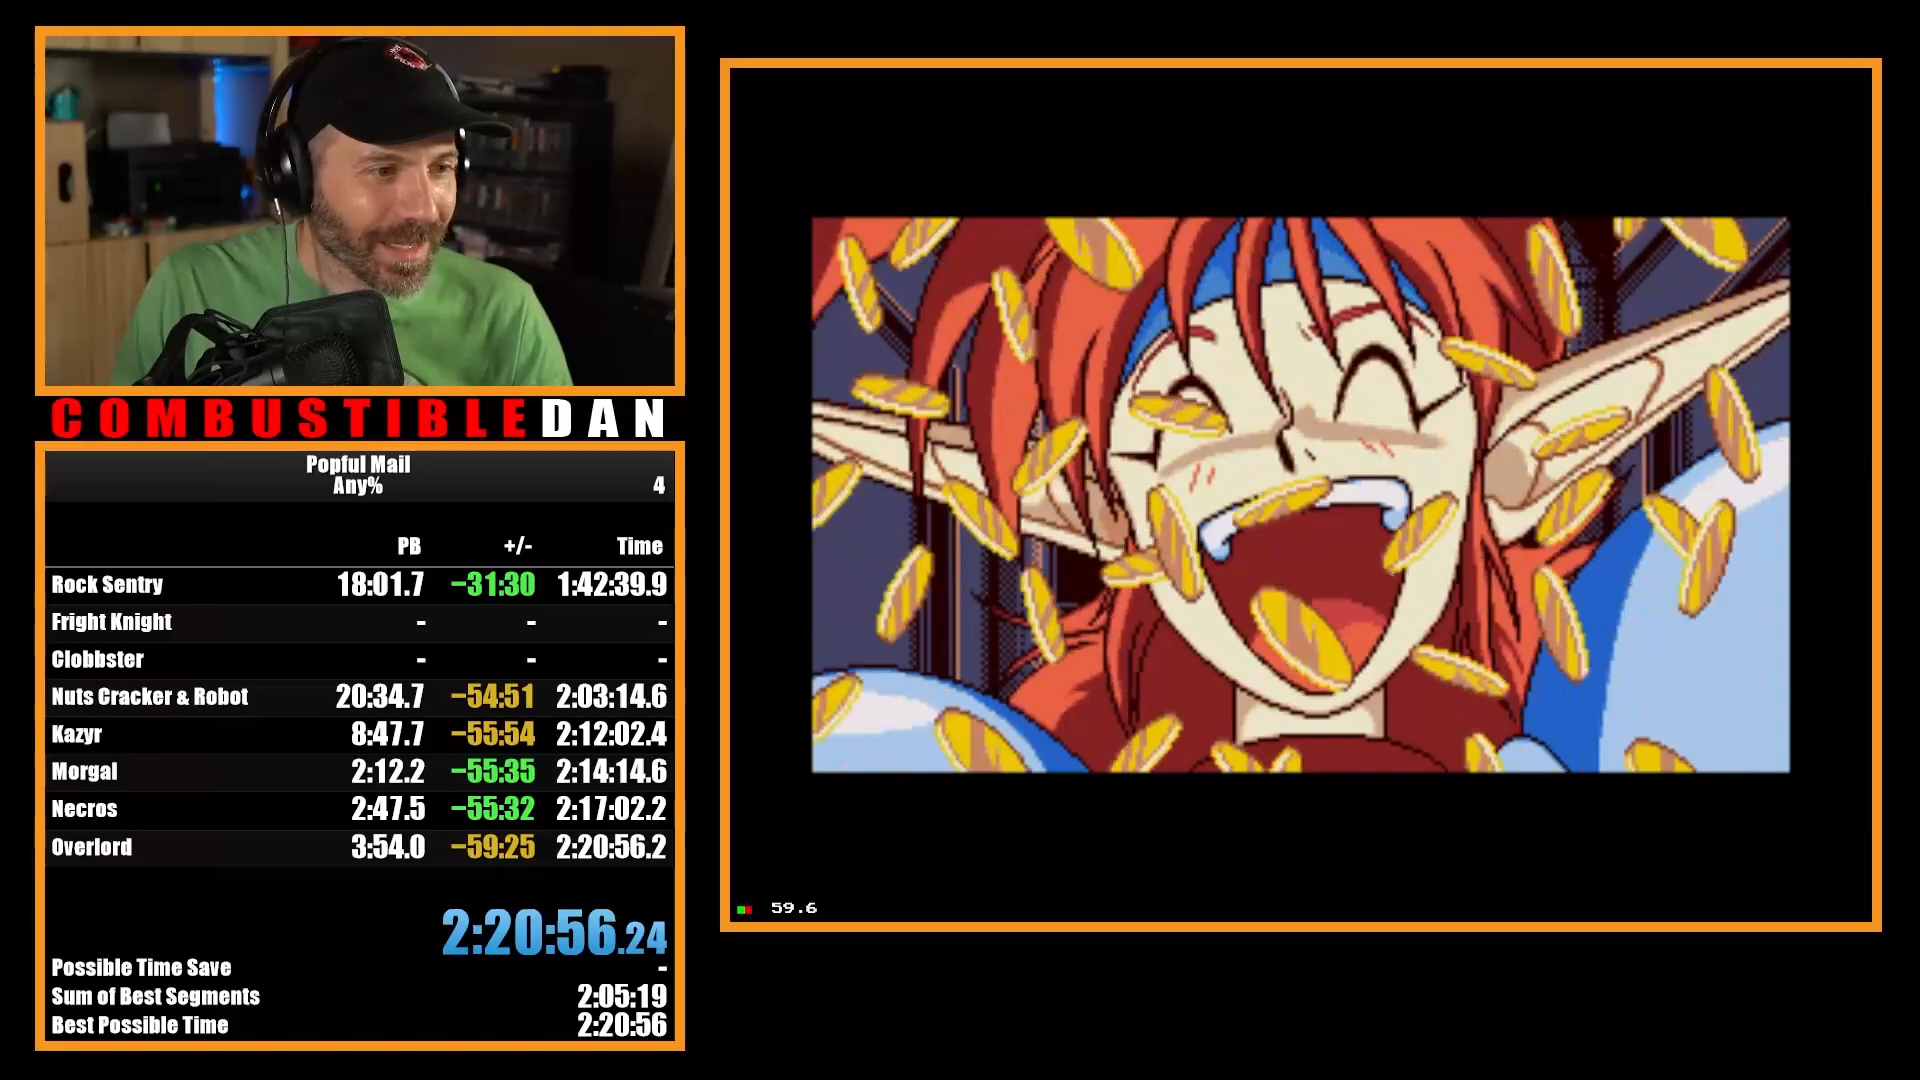 COMBUSTIBLEDAN
Popful Mail
Any% 4
PB +/- Time
Rock Sentry 18:01.7 −31:30 1:42:39.9
Fright Knight - - -
Clobbster - - -
Nuts Cracker & Robot 20:34.7 −54:51 2:03:14.6
Kazyr 8:47.7 −55:54 2:12:02.4
Morgal 2:12.2 −55:35 2:14:14.6
Necros 2:47.5 −55:32 2:17:02.2
Overlord 3:54.0 −59:25 2:20:56.2
2:20:56.24
Possible Time Save -
Sum of Best Segments 2:05:19
Best Possible Time 2:20:56
59.6